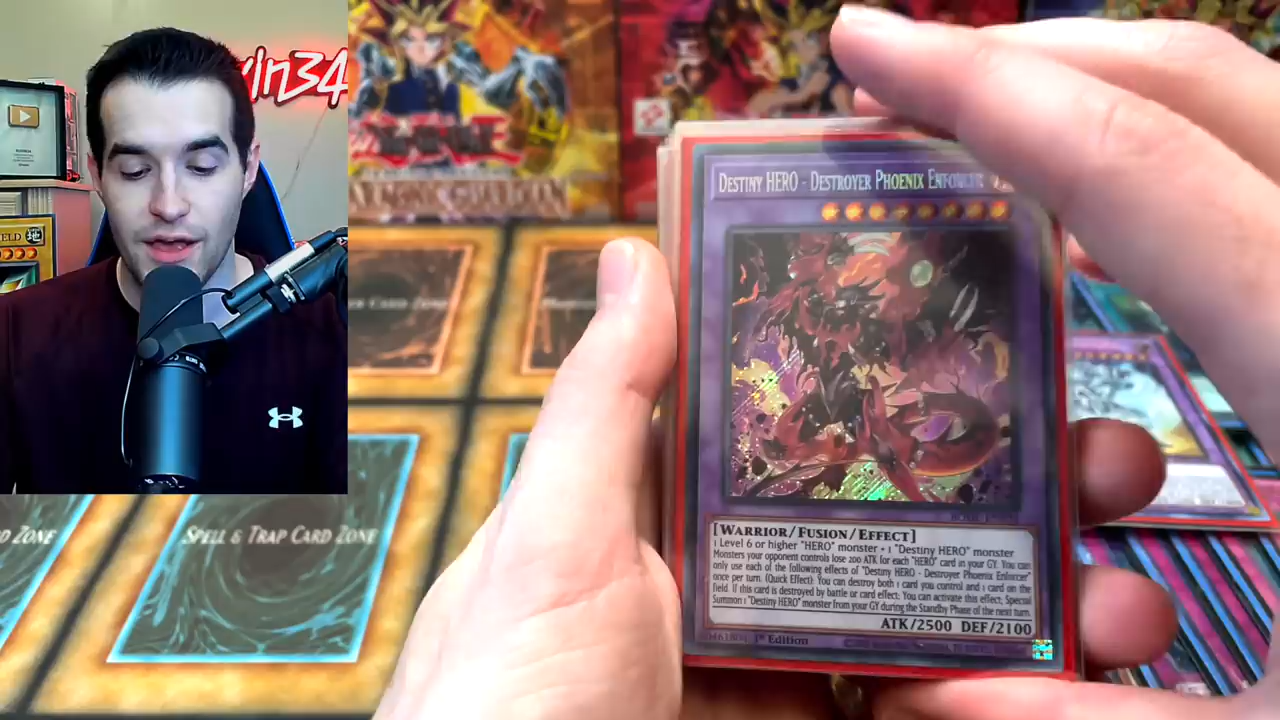 in34
ELD
DESTINY HERO - DESTROYER PHOENIX ENFORCER
[WARRIOR/FUSION/EFFECT]
1 Level 6 or higher "HERO" monster + 1 "Destiny HERO" monster
Monsters your opponent controls lose 200 ATK for each "HERO" card in your GY. You can
only use each of the following effects of "Destiny HERO - Destroyer Phoenix Enforcer"
once per turn. (Quick Effect): You can destroy both 1 card you control and 1 card on the
field. If this card is destroyed by battle or card effect: You can activate this effect; Special
Summon 1 "Destiny HERO" monster from your GY during the Standby Phase of the next turn.
ATK/2500 DEF/2100
1st Edition
CARD ZONE
D ZONE
SPELL & TRAP CARD ZONE